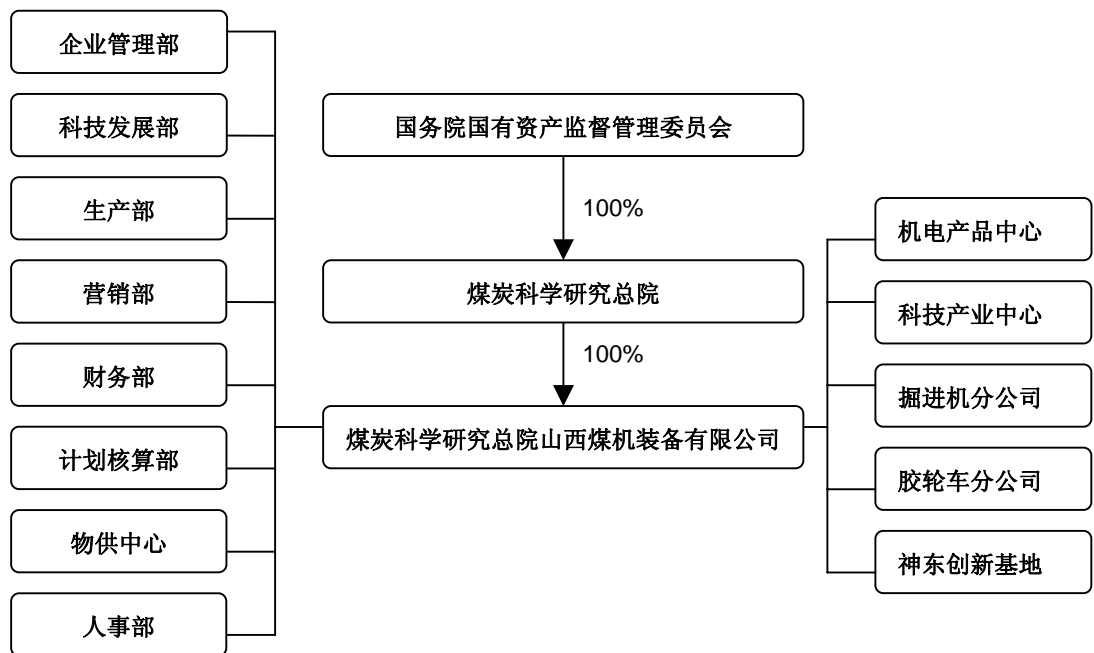 企业管理部
科技发展部
生产部
营销部
财务部
计划核算部
物供中心
人事部
国务院国有资产监督管理委员会
100%
煤炭科学研究总院
100%
煤炭科学研究总院山西煤机装备有限公司
机电产品中心
科技产业中心
掘进机分公司
胶轮车分公司
神东创新基地